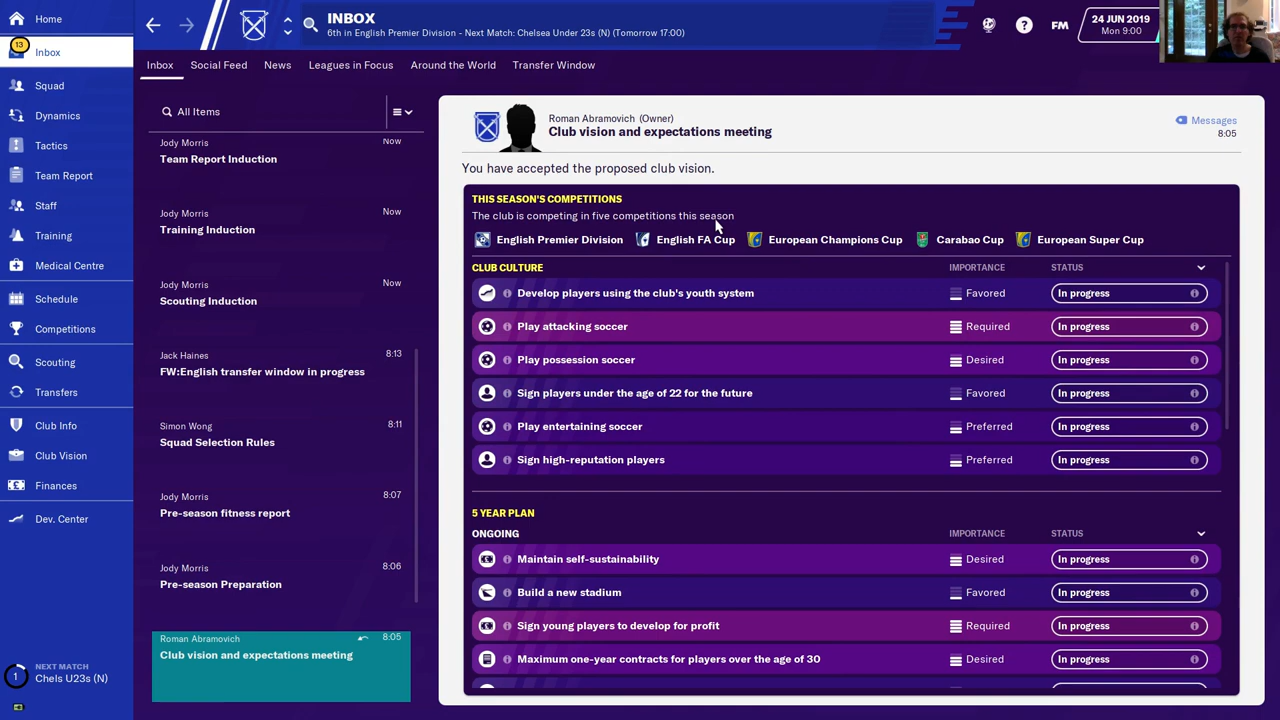 Home
INBOX
6th in English Premier Division - Next Match: Chelsea Under 23s (N) (Tomorrow 17:00)
FM
24 JUN 2019
Mon 9:00
13
Inbox
Squad
Dynamics
Tactics
Team Report
Staff
Training
Medical Centre
Schedule
Competitions
Scouting
Transfers
Club Info
Club Vision
Finances
Dev. Center
1
NEXT MATCH
Chels U23s (N)
Inbox Social Feed News Leagues in Focus Around the World Transfer Window
All Items
Jody Morris Now
Team Report Induction
Jody Morris Now
Training Induction
Jody Morris Now
Scouting Induction
Jack Haines 8:13
FW:English transfer window in progress
Simon Wong 8:11
Squad Selection Rules
Jody Morris 8:07
Pre-season fitness report
Jody Morris 8:06
Pre-season Preparation
Roman Abramovich 8:05
Club vision and expectations meeting
Roman Abramovich (Owner)
Club vision and expectations meeting
Messages
8:05
You have accepted the proposed club vision.
THIS SEASON'S COMPETITIONS
The club is competing in five competitions this season
English Premier Division English FA Cup European Champions Cup Carabao Cup European Super Cup
CLUB CULTURE IMPORTANCE STATUS
Develop players using the club's youth system Favored In progress
Play attacking soccer Required In progress
Play possession soccer Desired In progress
Sign players under the age of 22 for the future Favored In progress
Play entertaining soccer Preferred In progress
Sign high-reputation players Preferred In progress
5 YEAR PLAN
ONGOING IMPORTANCE STATUS
Maintain self-sustainability Desired In progress
Build a new stadium Favored In progress
Sign young players to develop for profit Required In progress
Maximum one-year contracts for players over the age of 30 Desired In progress